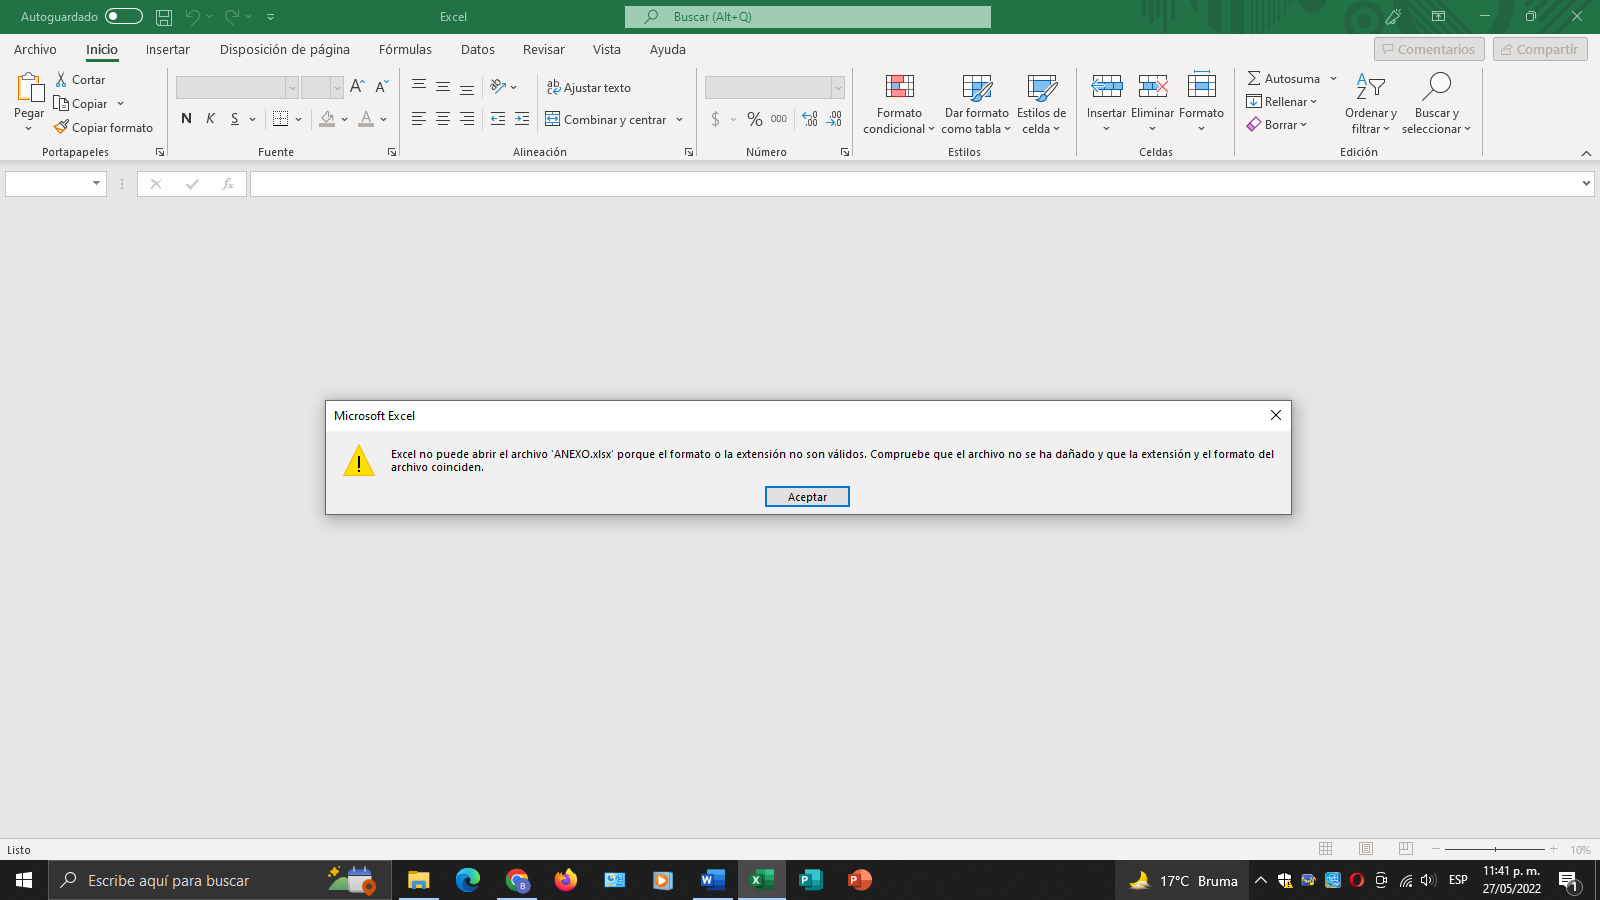 Autoguardado
Excel
Buscar (Alt+Q)
Archivo Inicio Insertar Disposición de página Fórmulas Datos Revisar Vista Ayuda
Comentarios Compartir
Pegar
Cortar
Copiar
Copiar formato
Portapapeles
N K S
A
Fuente
Ajustar texto
Combinar y centrar
Alineación
$ % 000
Número
Formato
condicional
Dar formato
como tabla
Estilos de
celda
Estilos
Insertar Eliminar Formato
Celdas
Autosuma
Rellenar
Borrar
Ordenar y
filtrar
Buscar y
seleccionar
Edición
fx
Microsoft Excel
Excel no puede abrir el archivo 'ANEXO.xlsx' porque el formato o la extensión no son válidos. Compruebe que el archivo no se ha dañado y que la extensión y el formato del
archivo coinciden.
Aceptar
Listo
10%
Escribe aquí para buscar
17°C Bruma
ESP
11:41 p. m.
27/05/2022
1